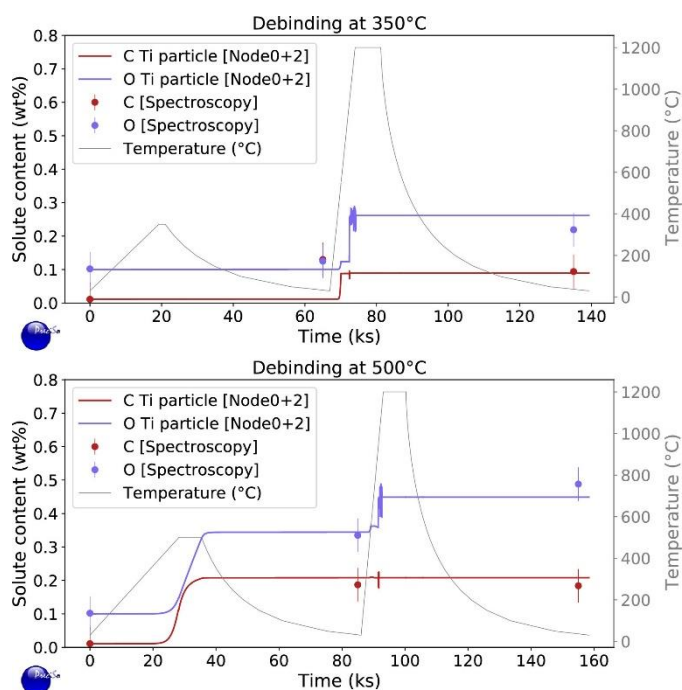 Debinding at 350°C
Solute content (wt%)
0.8
0.7
0.6
0.5
0.4
0.3
0.2
0.1
0.0
C Ti particle [Node0+2]
O Ti particle [Node0+2]
C [Spectroscopy]
O [Spectroscopy]
Temperature (°C)
1200
1000
800
600
400
200
0
Temperature (°C)
0 20 40 60 80 100 120 140
Time (ks)
Debinding at 500°C
Solute content (wt%)
0.8
0.7
0.6
0.5
0.4
0.3
0.2
0.1
0.0
C Ti particle [Node0+2]
O Ti particle [Node0+2]
C [Spectroscopy]
O [Spectroscopy]
Temperature (°C)
1200
1000
800
600
400
200
0
Temperature (°C)
0 20 40 60 80 100 120 140 160
Time (ks)